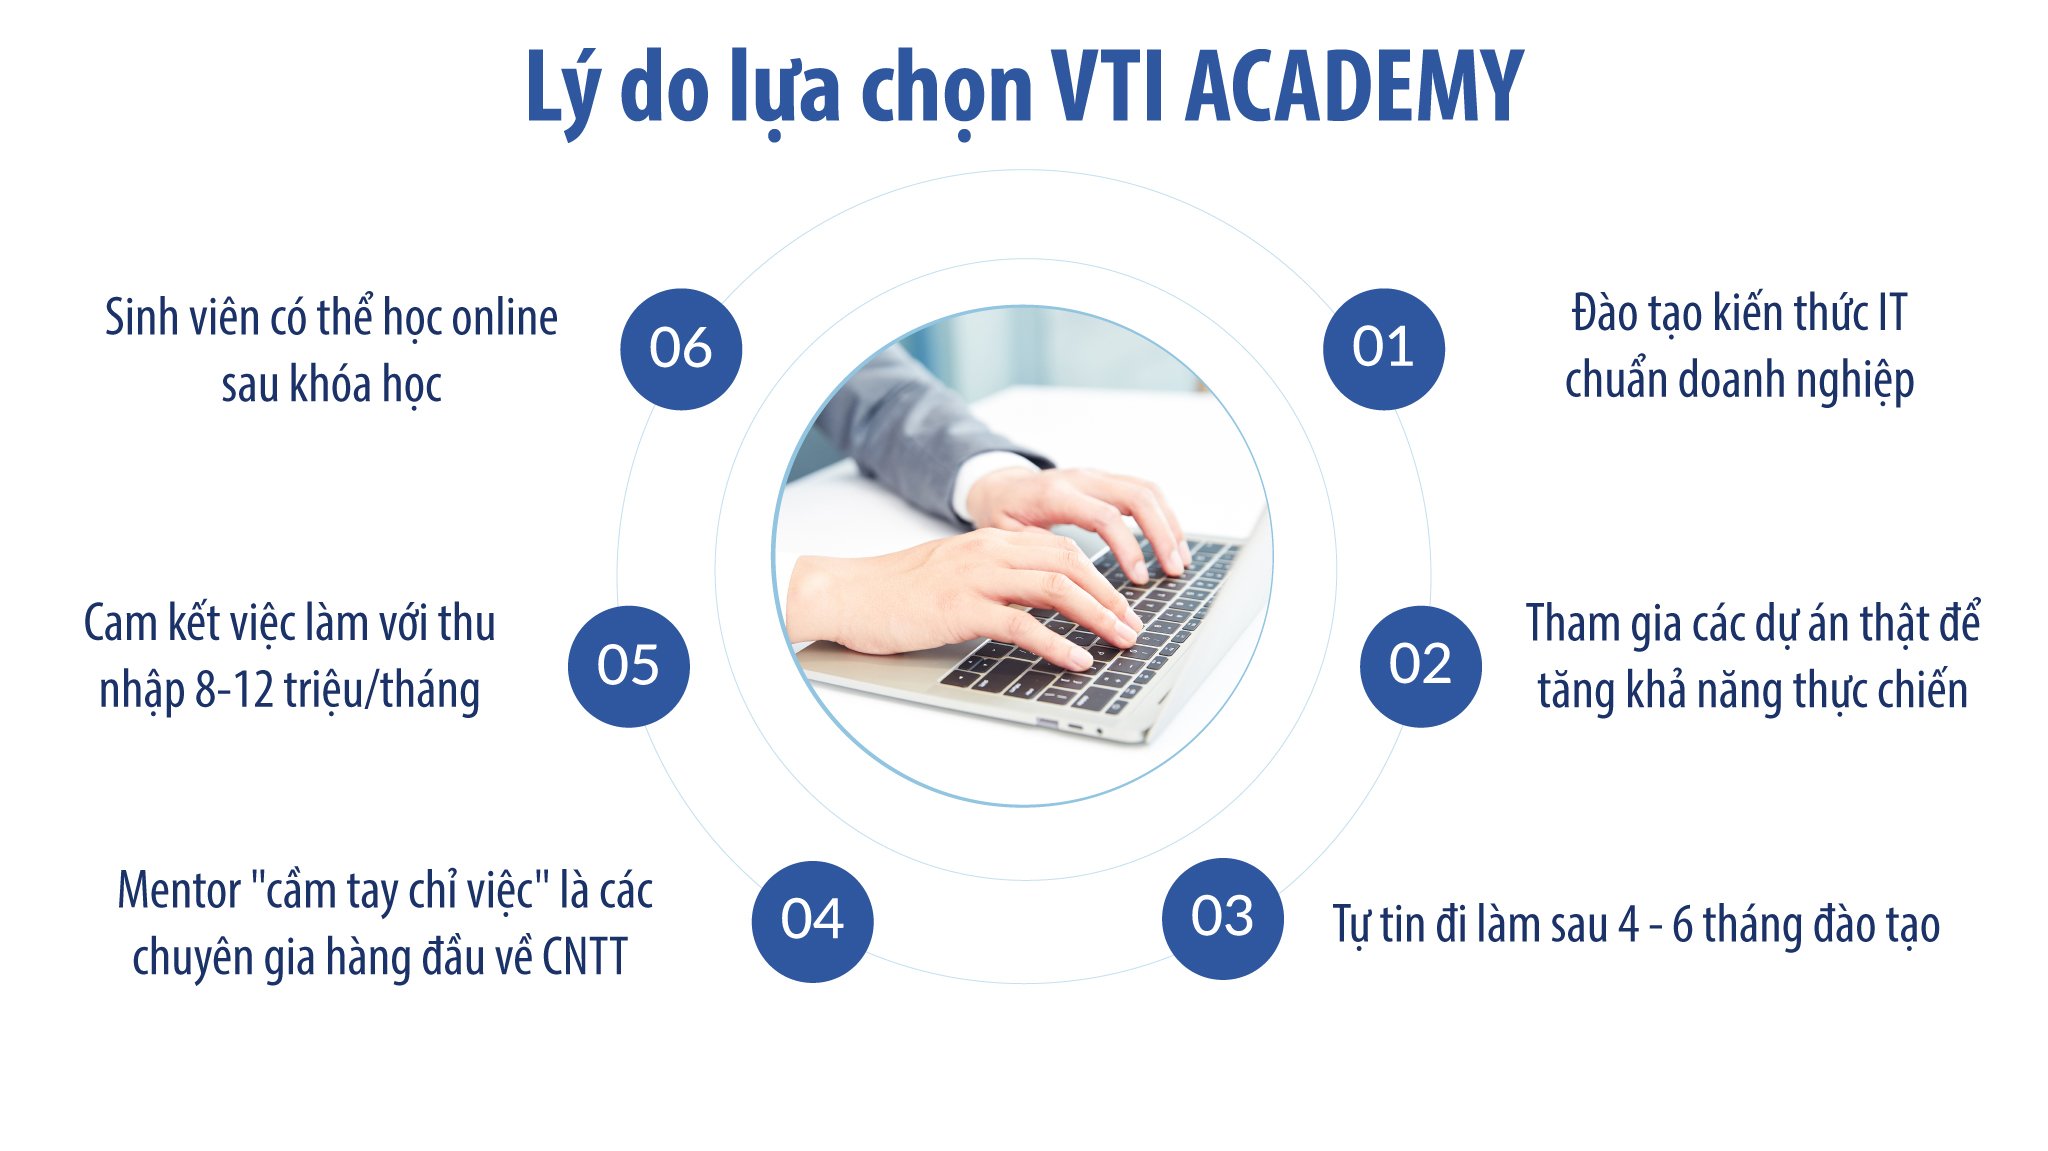 Lý do lựa chọn VTI ACADEMY
01
Đào tạo kiến thức IT
chuẩn doanh nghiệp
02
Tham gia các dự án thật để
tăng khả năng thực chiến
03
Tự tin đi làm sau 4 - 6 tháng đào tạo
04
Mentor "cầm tay chỉ việc" là các
chuyên gia hàng đầu về CNTT
05
Cam kết việc làm với thu
nhập 8-12 triệu/tháng
06
Sinh viên có thể học online
sau khóa học